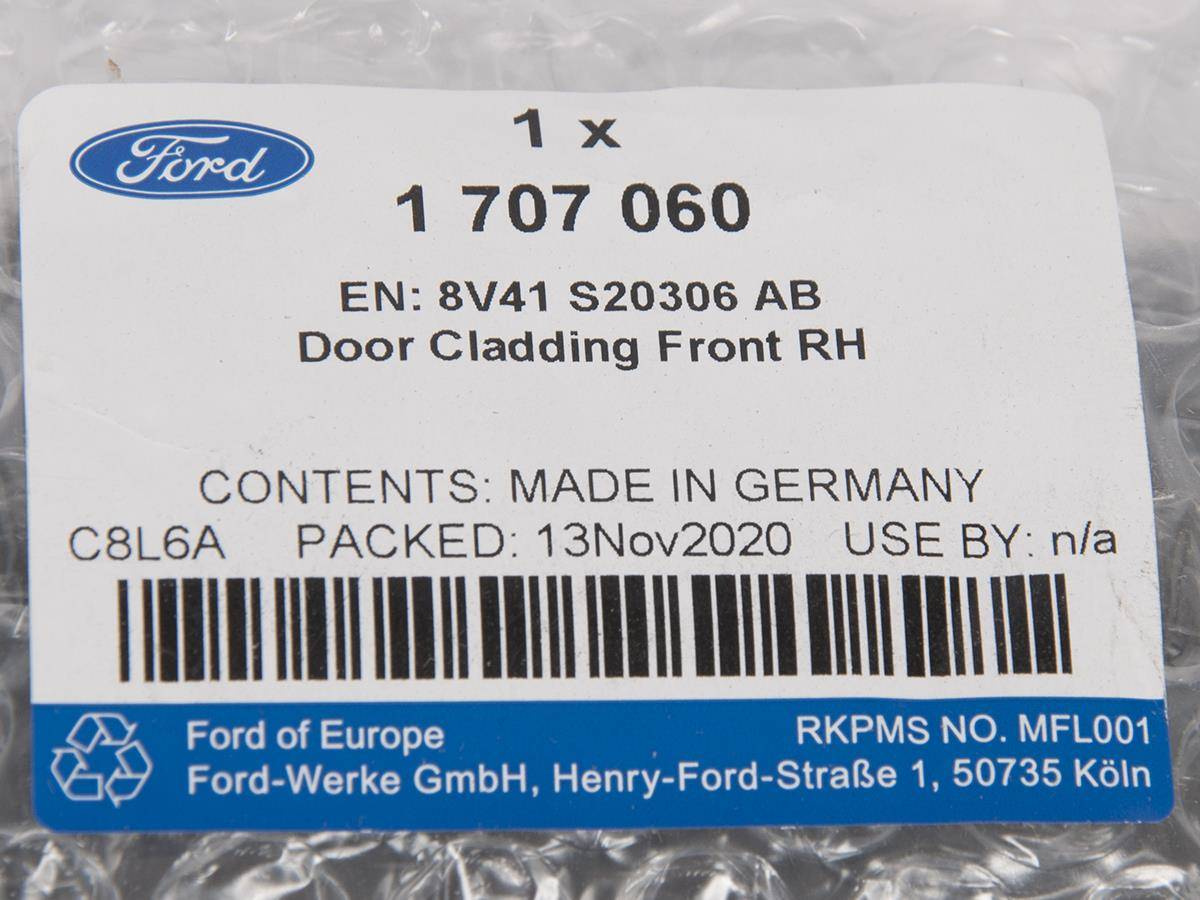 Ford
1 x
1 707 060
EN: 8V41 S20306 AB
Door Cladding Front RH
CONTENTS: MADE IN GERMANY
C8L6A PACKED: 13Nov2020 USE BY: n/a
Ford of Europe RKPMS NO. MFL001
Ford-Werke GmbH, Henry-Ford-Straße 1, 50735 Köln